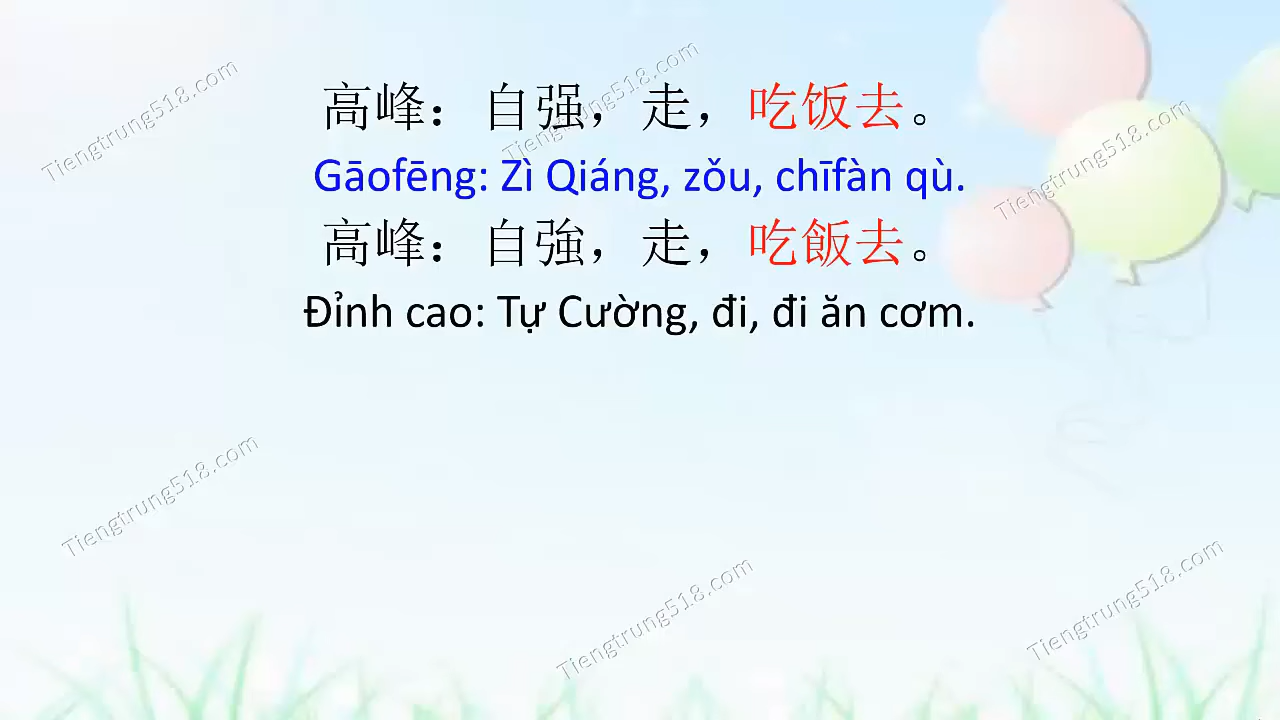 高峰：自强，走，吃饭去。
Gāofēng: Zì Qiáng, zǒu, chīfàn qù.
高峰：自強，走，吃飯去。
Đỉnh cao: Tự Cường, đi, đi ăn cơm.
Tiengtrung518.com
Tiengtrung518.com
Tiengtrung518.com
Tiengtrung518.com
Tiengtrung518.com
Tiengtrung518.com